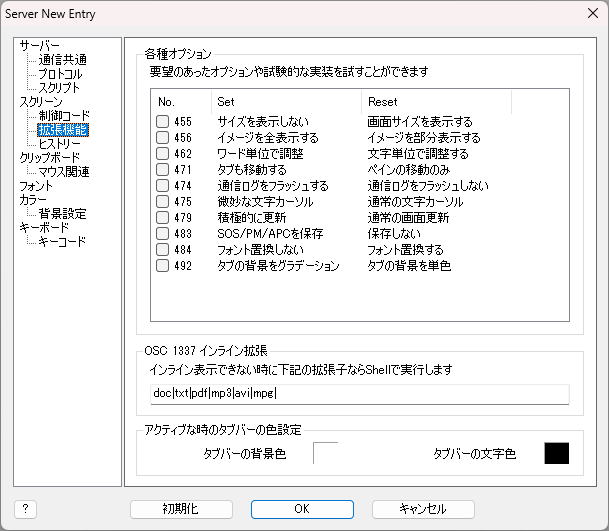 Server New Entry
サーバー
通信共通
プロトコル
スクリプト
スクリーン
制御コード
拡張機能
ヒストリー
クリップボード
マウス関連
フォント
カラー
背景設定
キーボード
キーコード
各種オプション
要望のあったオプションや試験的な実装を試すことができます
No. Set Reset
455 サイズを表示しない 画面サイズを表示する
456 イメージを全表示する イメージを部分表示する
462 ワード単位で調整 文字単位で調整する
471 タブも移動する ペインの移動のみ
474 通信ログをフラッシュする 通信ログをフラッシュしない
475 微妙な文字カーソル 通常の文字カーソル
479 積極的に更新 通常の画面更新
483 SOS/PM/APCを保存 保存しない
484 フォント置換しない フォント置換する
492 タブの背景をグラデーション タブの背景を単色
OSC 1337 インライン拡張
インライン表示できない時に下記の拡張子ならShellで実行します
doc|txt|pdf|mp3|avi|mpg|
アクティブな時のタブバーの色設定
タブバーの背景色 タブバーの文字色
? 初期化 OK キャンセル